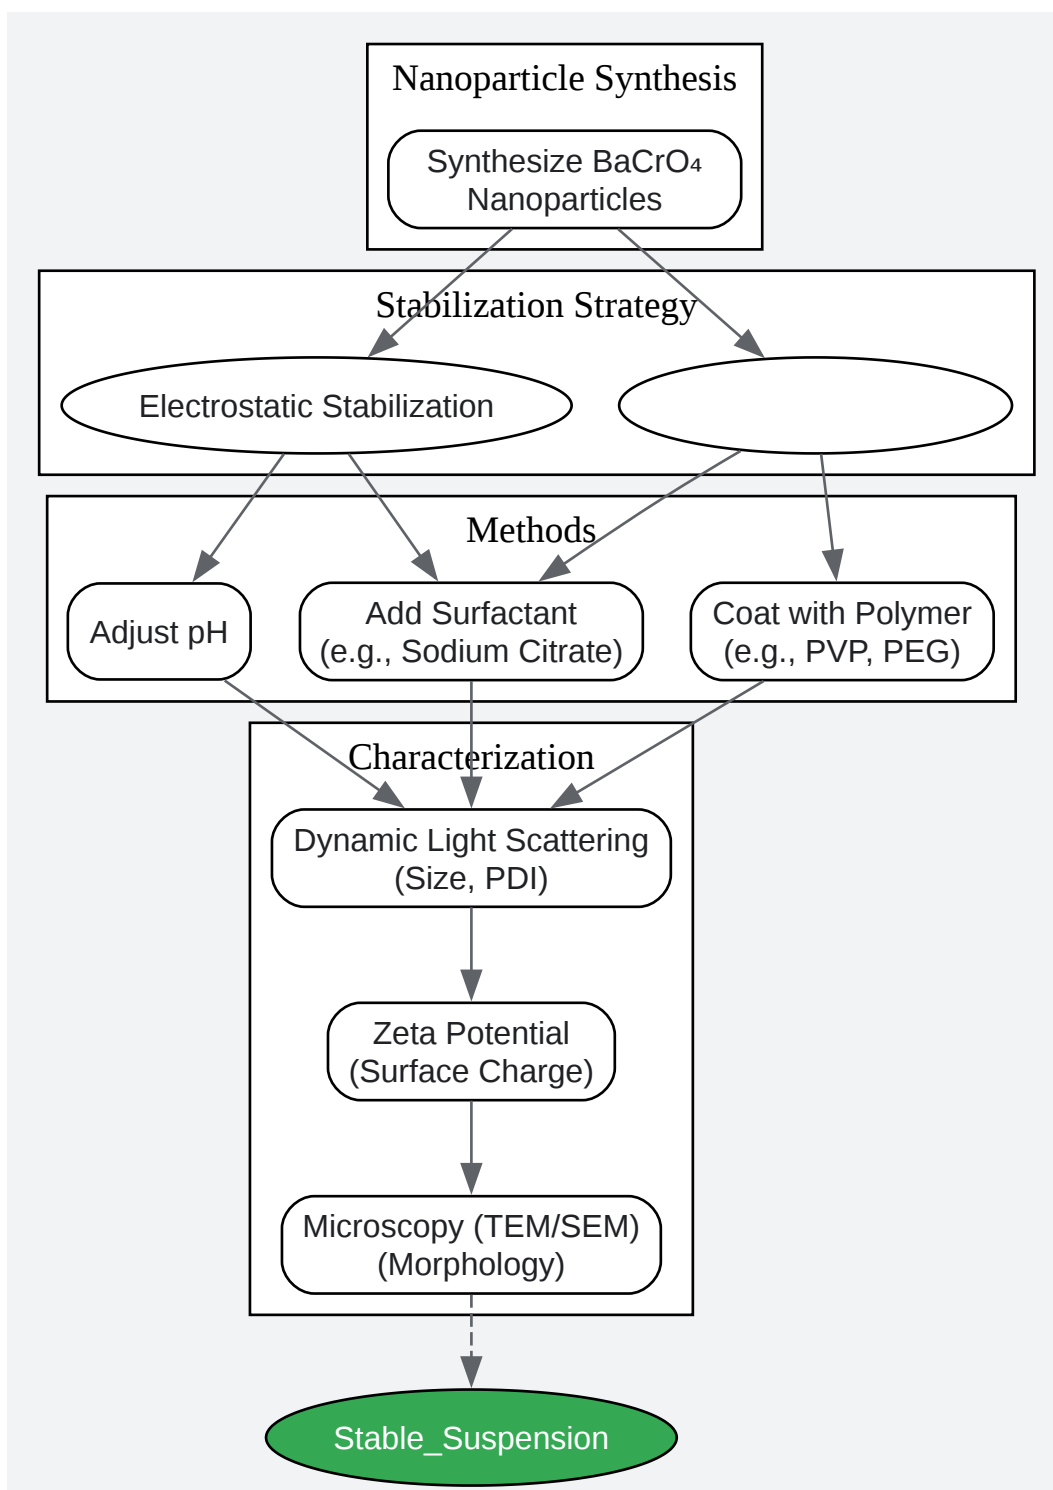 Nanoparticle Synthesis
Synthesize BaCrO₄
Nanoparticles
Stabilization Strategy
Electrostatic Stabilization
Methods
Adjust pH
Add Surfactant
(e.g., Sodium Citrate)
Coat with Polymer
(e.g., PVP, PEG)
Characterization
Dynamic Light Scattering
(Size, PDI)
Zeta Potential
(Surface Charge)
Microscopy (TEM/SEM)
(Morphology)
Stable_Suspension